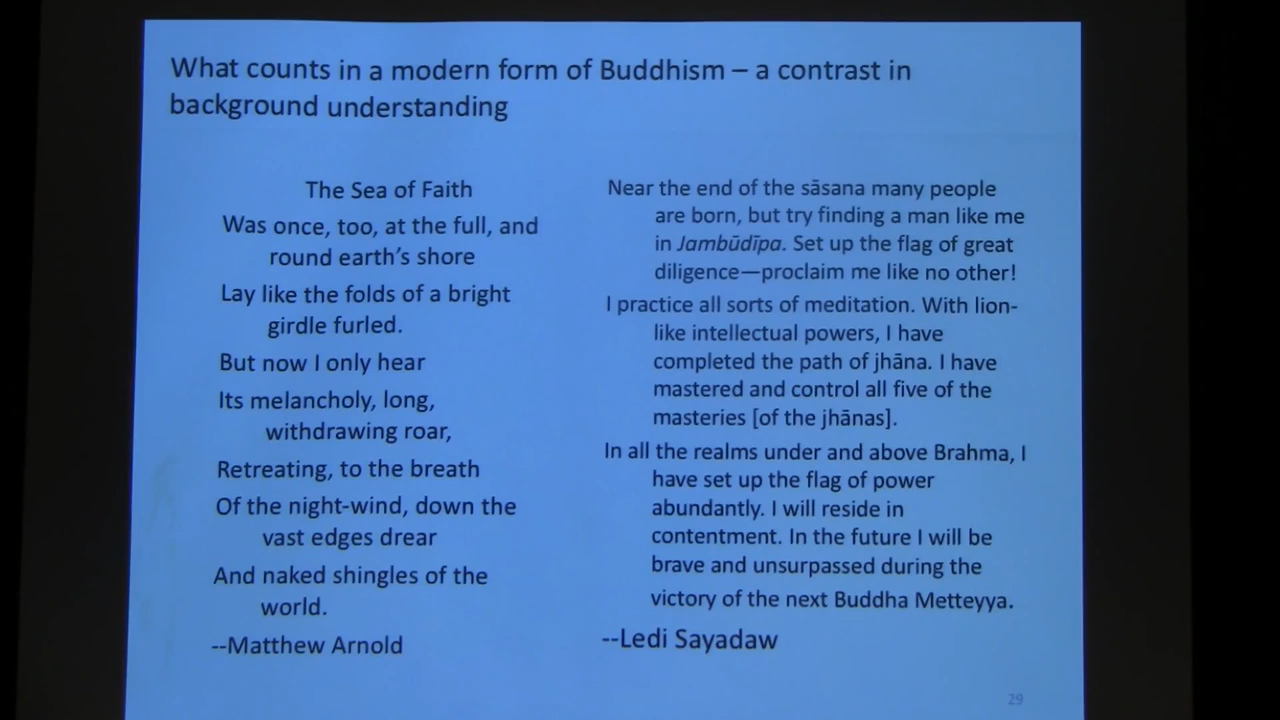 What counts in a modern form of Buddhism – a contrast in
background understanding
The Sea of Faith
Was once, too, at the full, and
round earth's shore
Lay like the folds of a bright
girdle furled.
But now I only hear
Its melancholy, long,
withdrawing roar,
Retreating, to the breath
Of the night-wind, down the
vast edges drear
And naked shingles of the
world.
--Matthew Arnold
Near the end of the sāsana many people
are born, but try finding a man like me
in Jambūdīpa. Set up the flag of great
diligence—proclaim me like no other!
I practice all sorts of meditation. With lion-
like intellectual powers, I have
completed the path of jhāna. I have
mastered and control all five of the
masteries [of the jhānas].
In all the realms under and above Brahma, I
have set up the flag of power
abundantly. I will reside in
contentment. In the future I will be
brave and unsurpassed during the
victory of the next Buddha Metteyya.
--Ledi Sayadaw
29